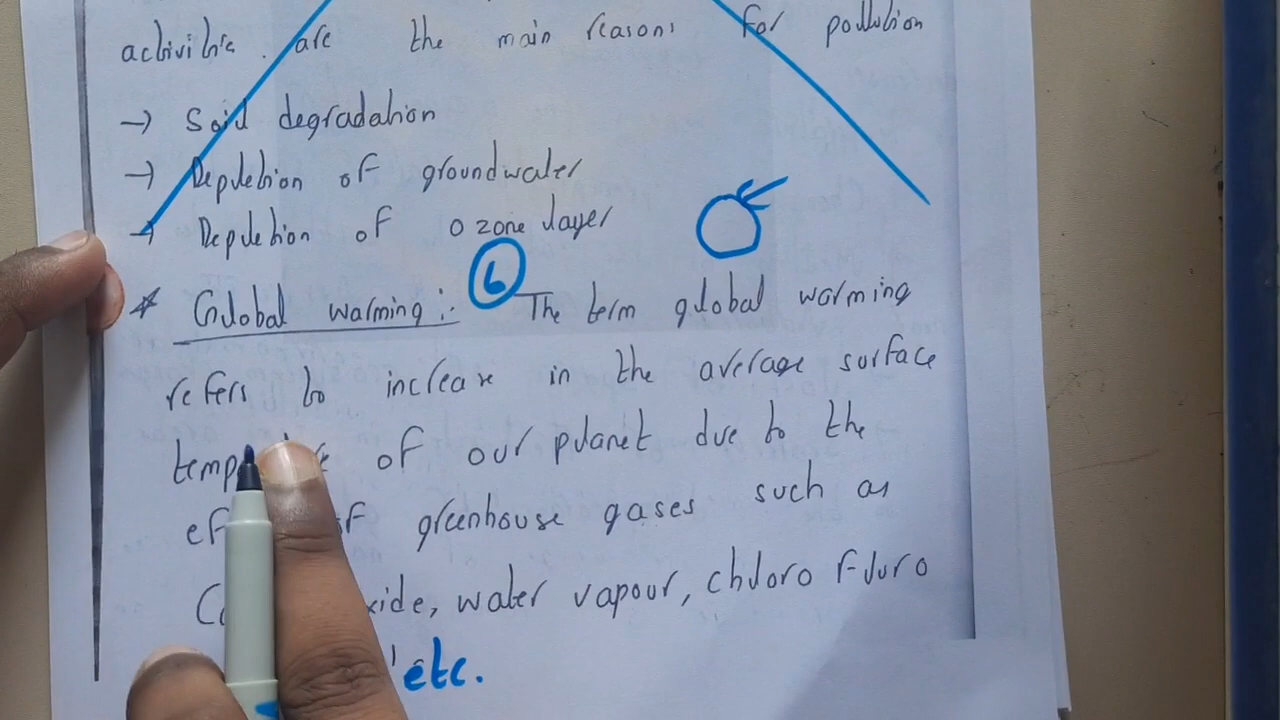 activities are the main reasons for pollution
→ Soil degradation
→ Depletion of groundwater
→ Depletion of ozone layer
6
* Global warming :- The term global warming
refers to increase in the average surface
of our planet due to the
greenhouse gases such as
water vapour, chloro fluro
etc.